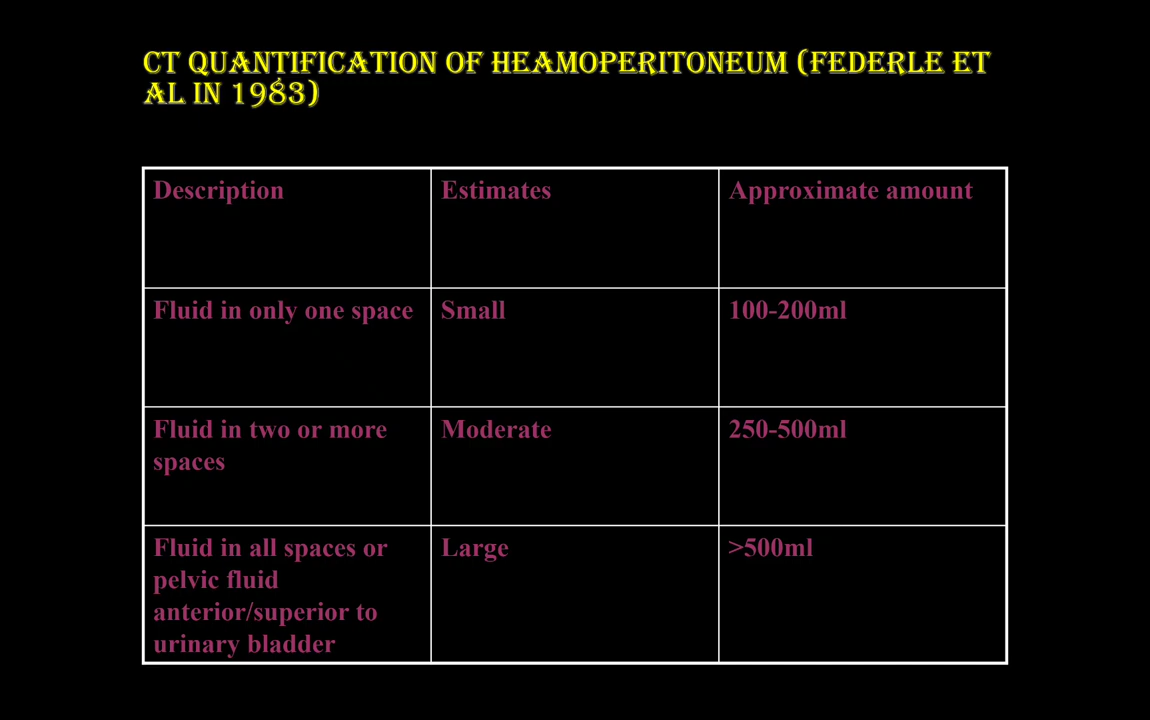 CT QUANTIFICATION OF HEAMOPERITONEUM (FEDERLE ET
AL IN 1983)
Description
Estimates
Approximate amount
Fluid in only one space
Small
100-200ml
Fluid in two or more
spaces
Moderate
250-500ml
Fluid in all spaces or
pelvic fluid
anterior/superior to
urinary bladder
Large
>500ml